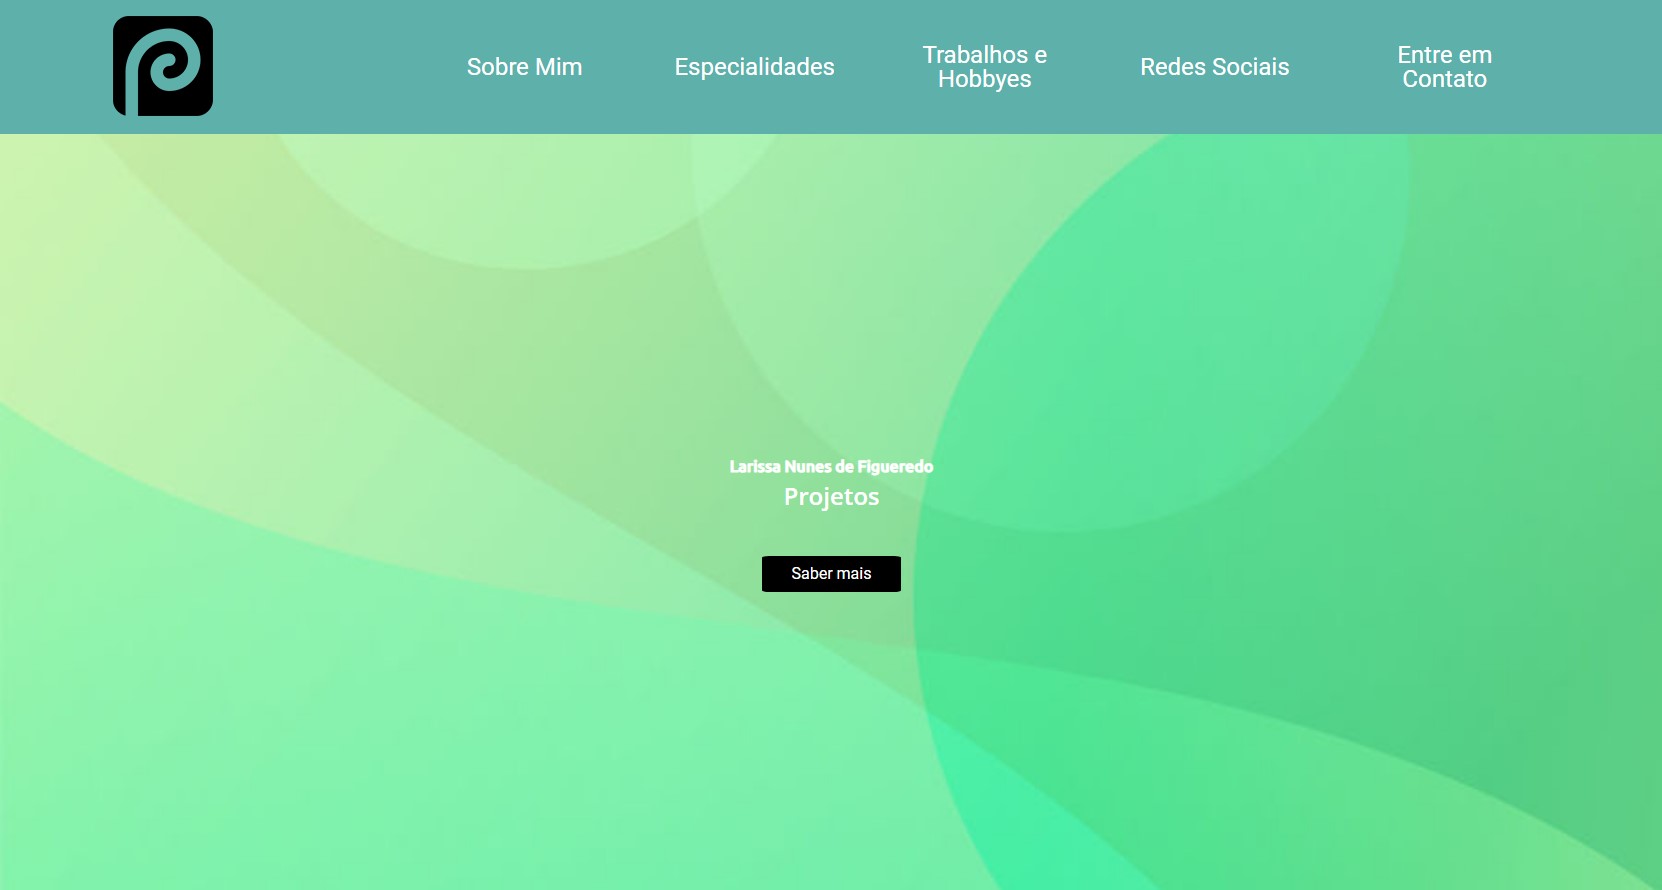 Sobre Mim
Especialidades
Trabalhos e
Hobbyes
Redes Sociais
Entre em
Contato
Larissa Nunes de Figueredo
Projetos
Saber mais